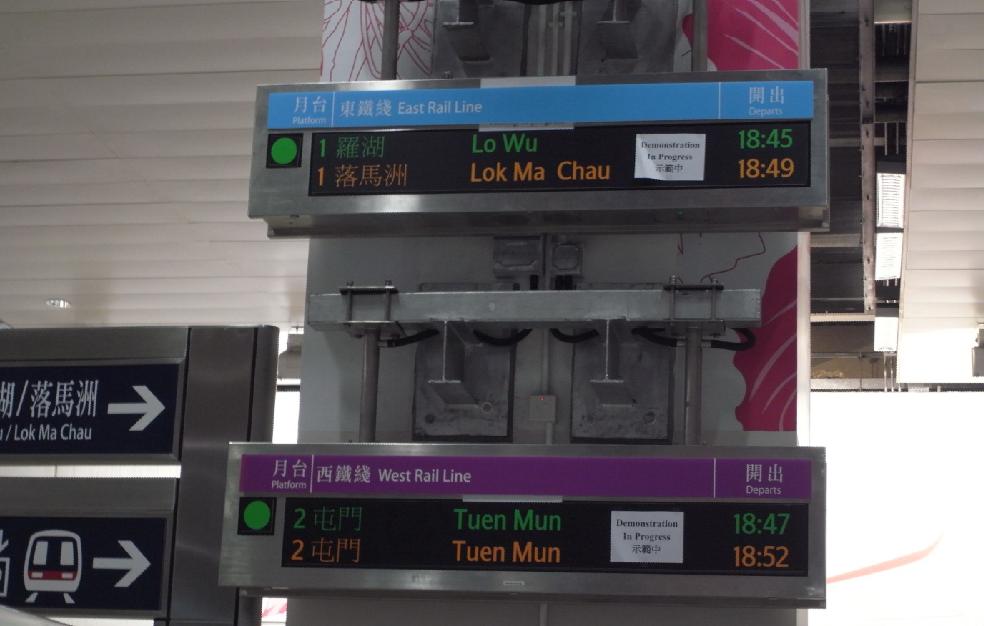 月台 東鐵綫 East Rail Line 開出
Platform Departs
1 羅湖 Lo Wu 18:45
1 落馬洲 Lok Ma Chau 18:49
Demonstration
In Progress
示範中
湖/落馬洲
u / Lok Ma Chau
月台 西鐵綫 West Rail Line 開出
Platform Departs
2 屯門 Tuen Mun 18:47
2 屯門 Tuen Mun 18:52
Demonstration
In Progress
示範中